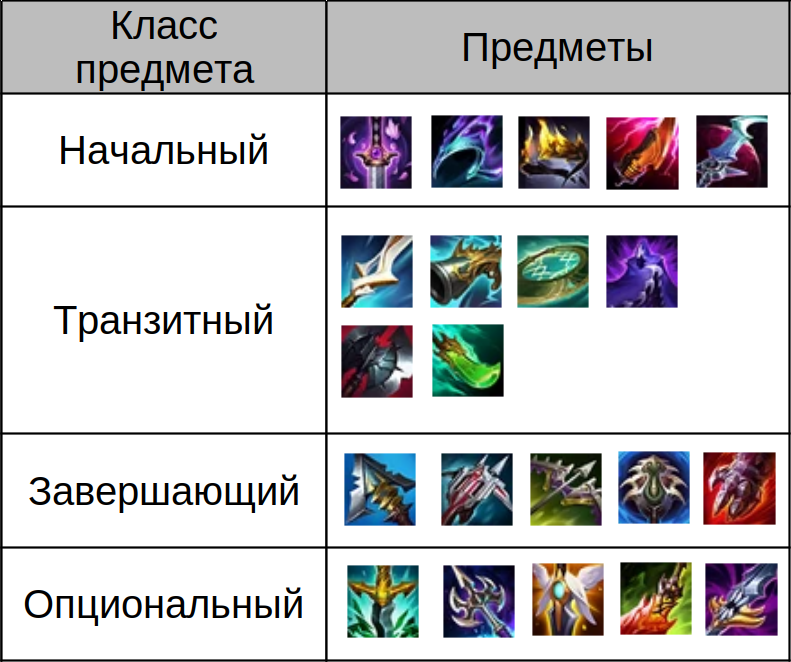 Класс
предмета
Предметы
Начальный
Транзитный
Завершающий
Опциональный